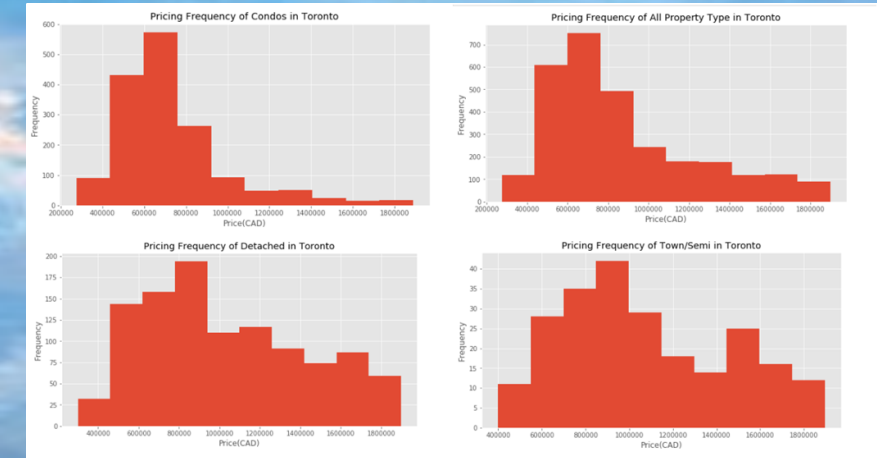 Pricing Frequency of Condos in Toronto
600
500
400
300
200
100
0
Frequency
200000 400000 600000 800000 1000000 1200000 1400000 1600000 1800000
Price(CAD)
Pricing Frequency of All Property Type in Toronto
700
600
500
400
300
200
100
0
Frequency
200000 400000 600000 800000 1000000 1200000 1400000 1600000 1800000
Price(CAD)
Pricing Frequency of Detached in Toronto
200
175
150
125
100
75
50
25
0
Frequency
400000 600000 800000 1000000 1200000 1400000 1600000 1800000
Price(CAD)
Pricing Frequency of Town/Semi in Toronto
40
35
30
25
20
15
10
5
0
Frequency
400000 600000 800000 1000000 1200000 1400000 1600000 1800000
Price(CAD)